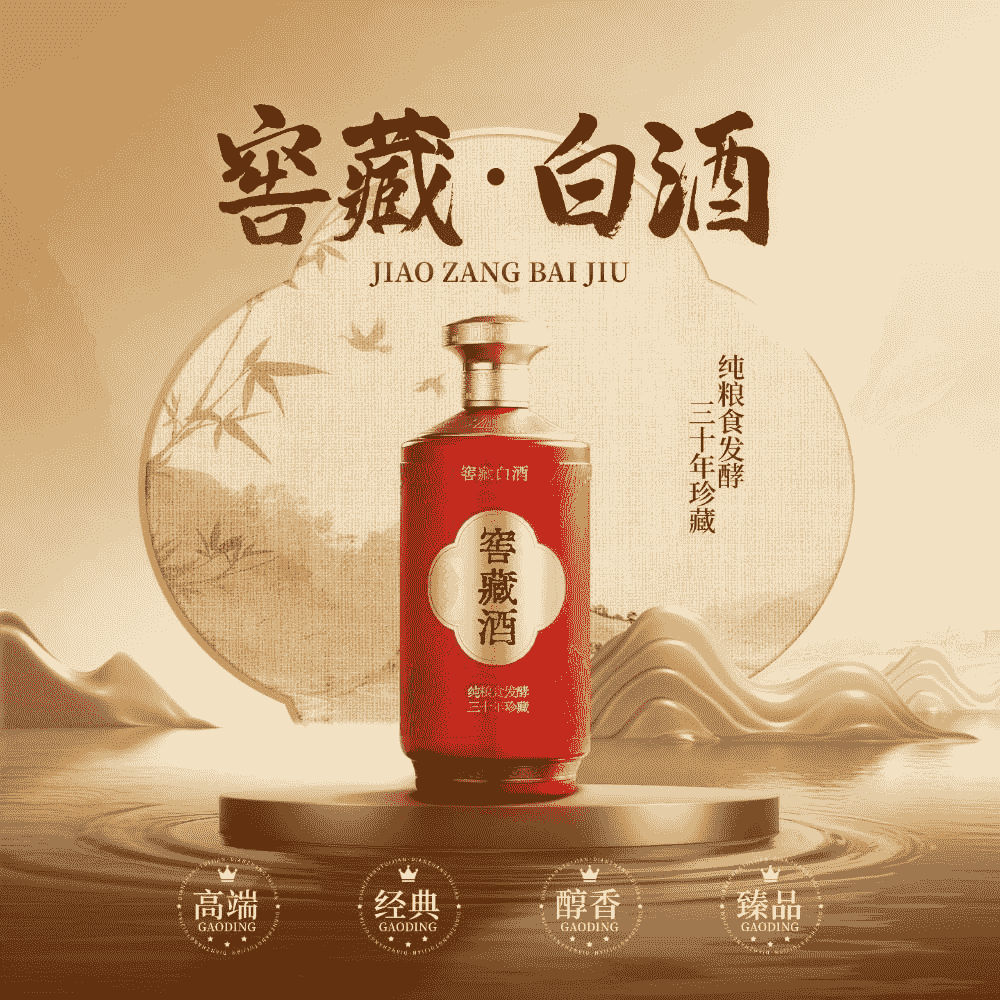 窖藏·白酒
JIAO ZANG BAI JIU
纯粮食发酵
三十年珍藏
窖藏白酒
窖藏酒
纯粮食发酵
三十年珍藏
高端
GAODING
经典
GAODING
醇香
GAODING
臻品
GAODING